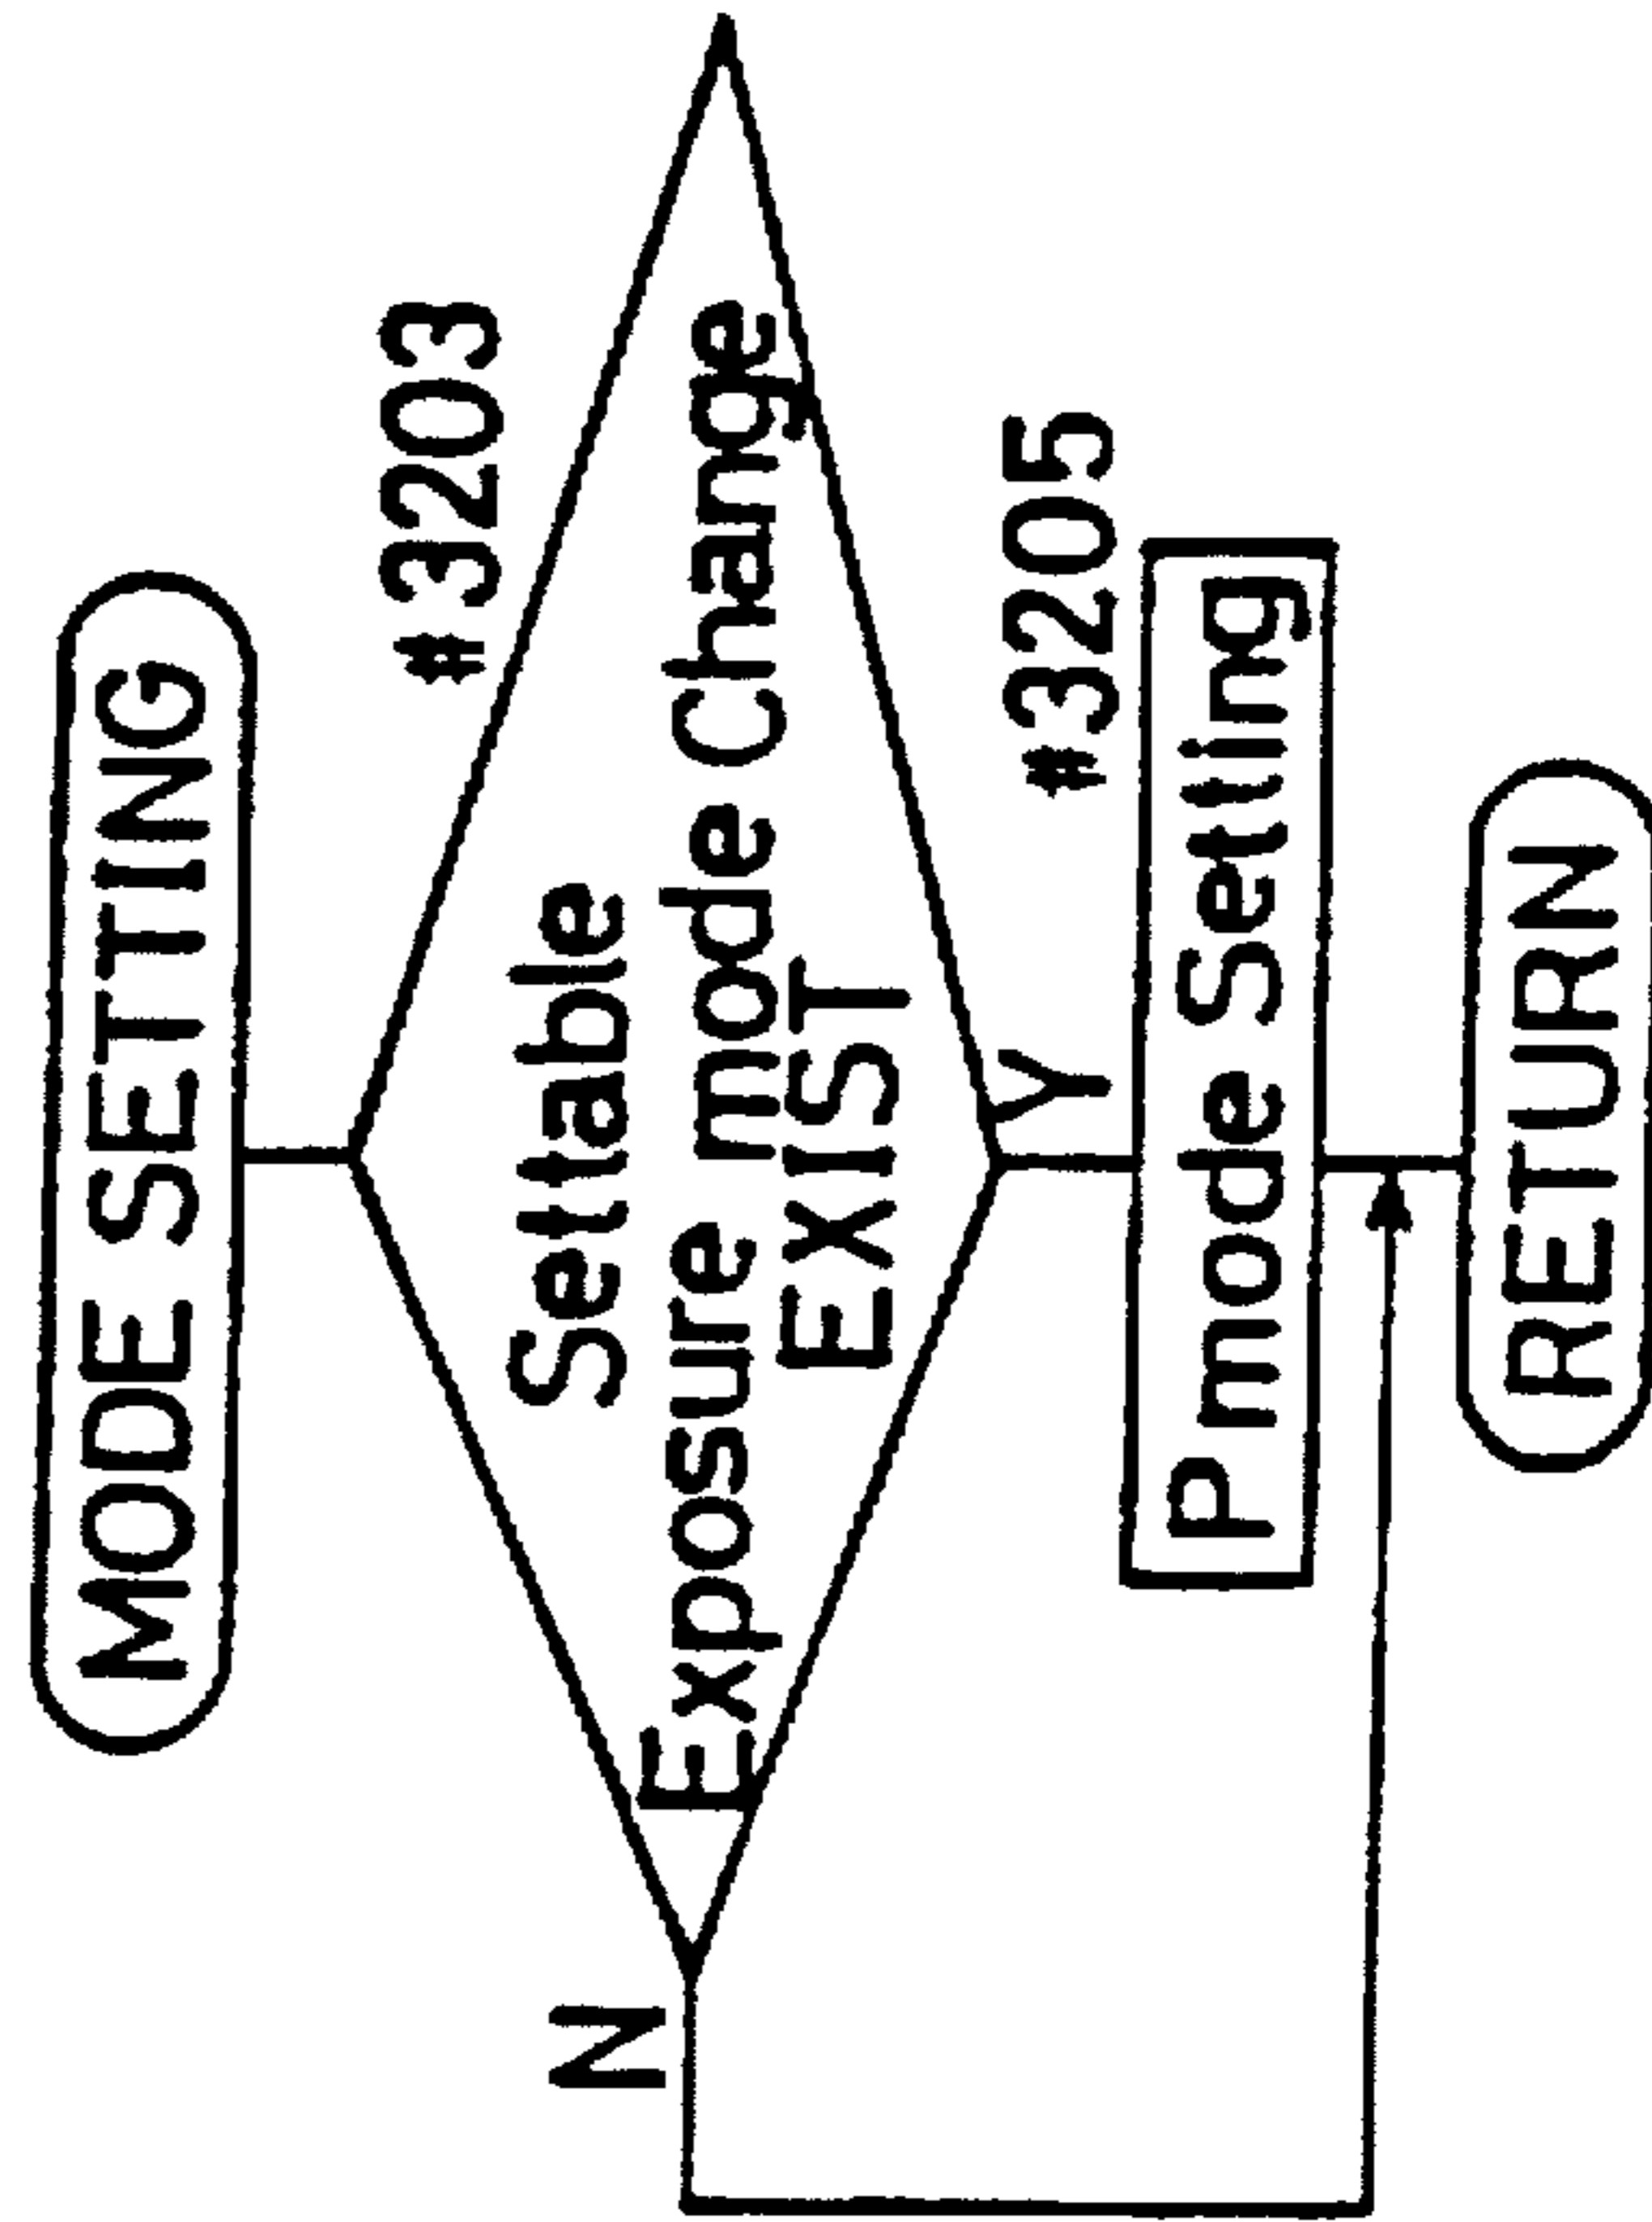 MODE SETTING
#3203
Settable
Exposure mode Change
EXIST
N
Y
#3205
P mode Setting
RETURN